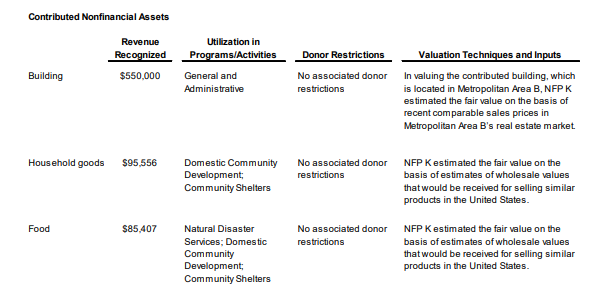 Contributed Nonfinancial Assets
Revenue Recognized
Utilization in Programs/Activities
Donor Restrictions
Valuation Techniques and Inputs
Building
$550,000
General and
Administrative
No associated donor
restrictions
In valuing the contributed building, which
is located in Metropolitan Area B, NFP K
estimated the fair value on the basis of
recent comparable sales prices in
Metropolitan Area B's real estate market.
Household goods
$95,556
Domestic Community
Development;
Community Shelters
No associated donor
restrictions
NFP K estimated the fair value on the
basis of estimates of wholesale values
that would be received for selling similar
products in the United States.
Food
$85,407
Natural Disaster
Services; Domestic
Community
Development;
Community Shelters
No associated donor
restrictions
NFP K estimated the fair value on the
basis of estimates of wholesale values
that would be received for selling similar
products in the United States.